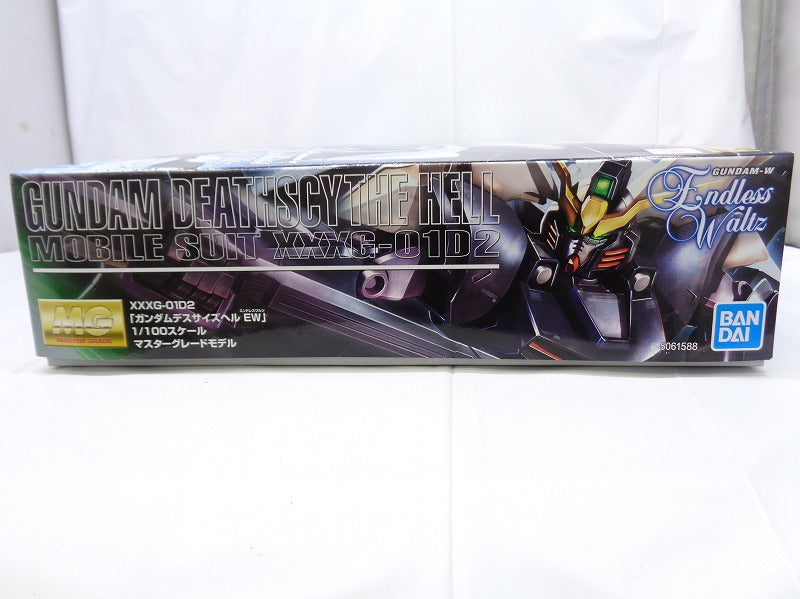 GUNDAM DEATHSCYTHE HELL
MOBILE SUIT XXXG-01D2
GUNDAM-W
Endless
Waltz
MG
MASTER GRADE
XXXG-01D2
エンドレスワルツ
「ガンダムデスサイズヘル EW」
1/100スケール
マスターグレードモデル
BAN
DAI
5061588